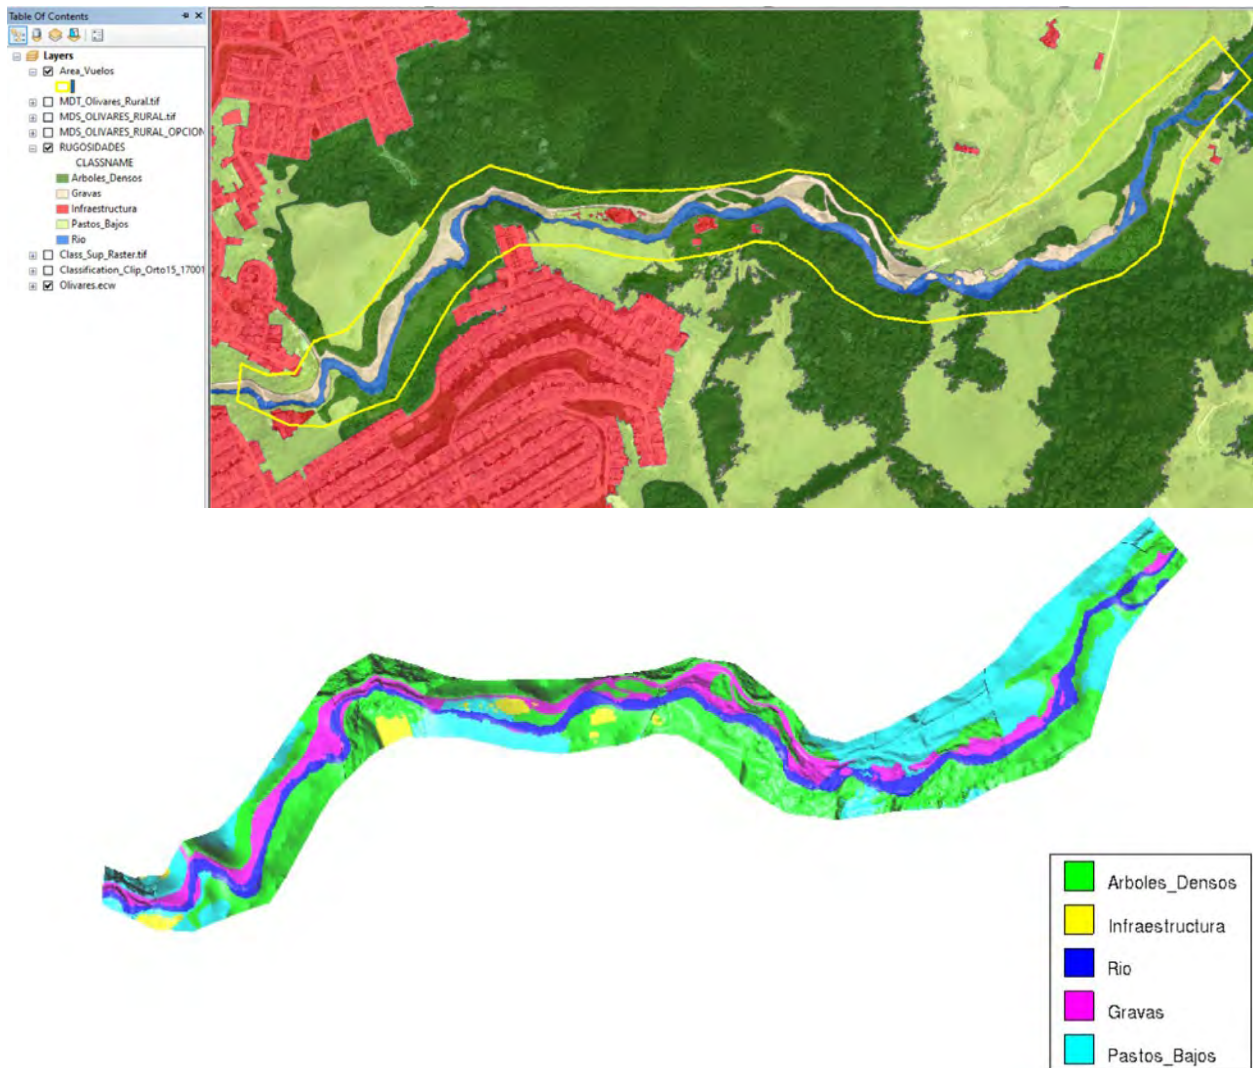 Table Of Contents
Layers
Area_Vuelos
MDT_Olivares_Rural.tif
MDS_OLIVARES_RURAL.tif
MDS_OLIVARES_RURAL_OPCION
RUGOSIDADES
CLASSNAME
Arboles_Densos
Gravas
Infraestructura
Pastos_Bajos
Rio
Class_Sup_Raster.tif
Classification_Clip_Orto15_17001
Olivares.ecw
Arboles_Densos
Infraestructura
Rio
Gravas
Pastos_Bajos